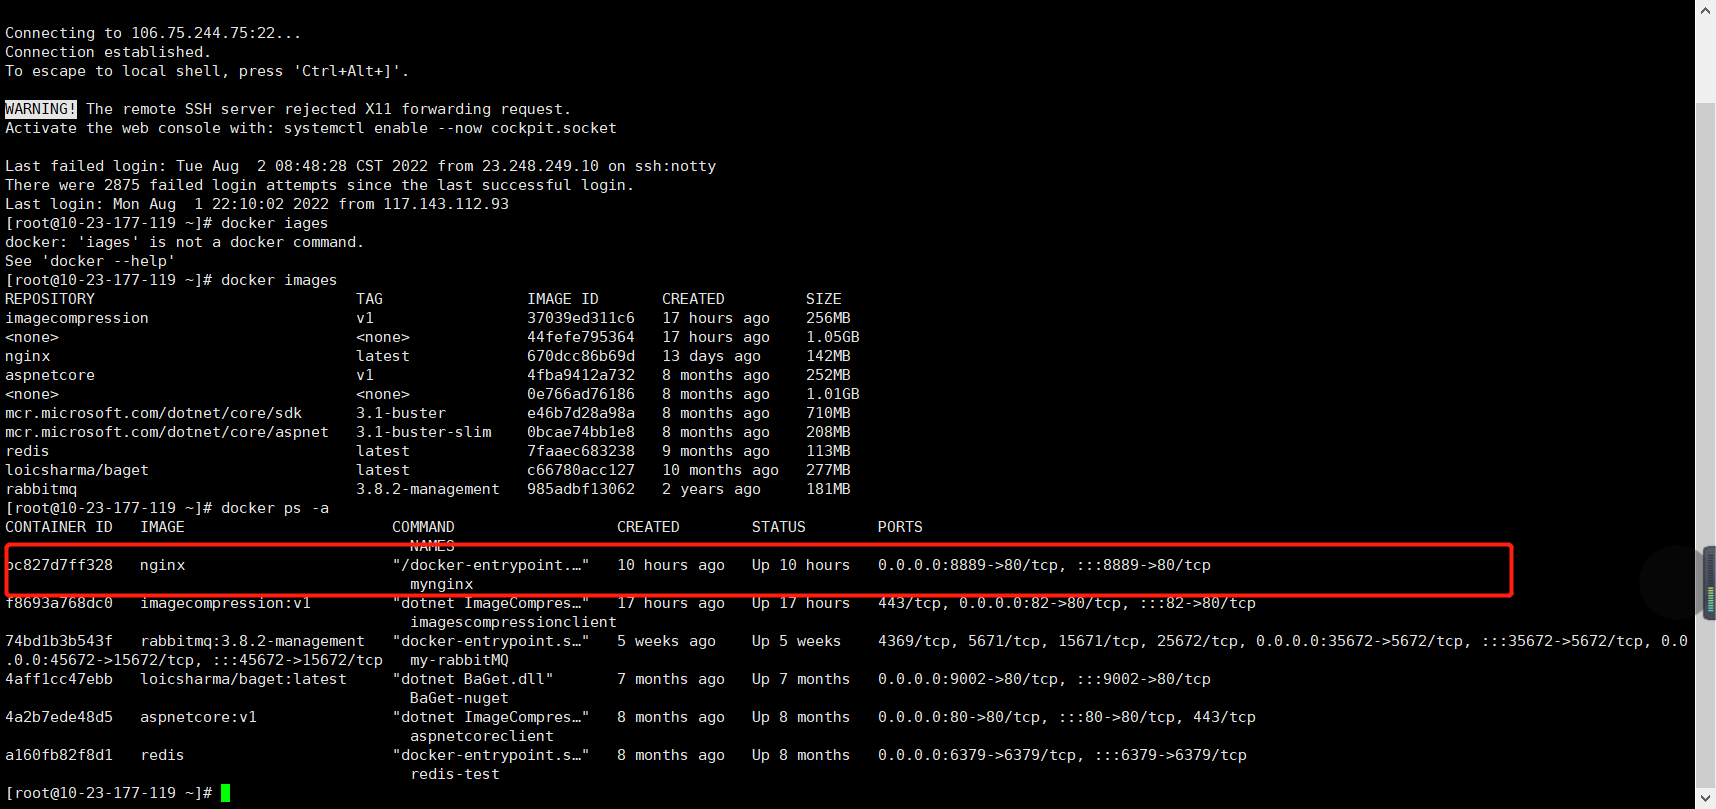 Connecting to 106.75.244.75:22...
Connection established.
To escape to local shell, press 'Ctrl+Alt+]'.
WARNING! The remote SSH server rejected X11 forwarding request.
Activate the web console with: systemctl enable --now cockpit.socket
Last failed login: Tue Aug  2 08:48:28 CST 2022 from 23.248.249.10 on ssh:notty
There were 2875 failed login attempts since the last successful login.
Last login: Mon Aug  1 22:10:02 2022 from 117.143.112.93
[root@10-23-177-119 ~]# docker iages
docker: 'iages' is not a docker command.
See 'docker --help'
[root@10-23-177-119 ~]# docker images
REPOSITORY                             TAG                IMAGE ID       CREATED         SIZE
imagecompression                       v1                 37039ed311c6   17 hours ago    256MB
<none>                                 <none>             44fefe795364   17 hours ago    1.05GB
nginx                                  latest             670dcc86b69d   13 days ago     142MB
aspnetcore                             v1                 4fba9412a732   8 months ago    252MB
<none>                                 <none>             0e766ad76186   8 months ago    1.01GB
mcr.microsoft.com/dotnet/core/sdk      3.1-buster         e46b7d28a98a   8 months ago    710MB
mcr.microsoft.com/dotnet/core/aspnet   3.1-buster-slim    0bcae74bb1e8   8 months ago    208MB
redis                                  latest             7faaec683238   9 months ago    113MB
loicsharma/baget                       latest             c66780acc127   10 months ago   277MB
rabbitmq                               3.8.2-management   985adbf13062   2 years ago     181MB
[root@10-23-177-119 ~]# docker ps -a
CONTAINER ID   IMAGE                       COMMAND                  CREATED        STATUS        PORTS
NAMES
bc827d7ff328   nginx                       "/docker-entrypoint.…"   10 hours ago   Up 10 hours   0.0.0.0:8889->80/tcp, :::8889->80/tcp
mynginx
f8693a768dc0   imagecompression:v1         "dotnet ImageCompres…"   17 hours ago   Up 17 hours   443/tcp, 0.0.0.0:82->80/tcp, :::82->80/tcp
imagescompressionclient
74bd1b3b543f   rabbitmq:3.8.2-management   "docker-entrypoint.s…"   5 weeks ago    Up 5 weeks    4369/tcp, 5671/tcp, 15671/tcp, 25672/tcp, 0.0.0.0:35672->5672/tcp, :::35672->5672/tcp, 0.0
.0.0:45672->15672/tcp, :::45672->15672/tcp   my-rabbitMQ
4aff1cc47ebb   loicsharma/baget:latest     "dotnet BaGet.dll"       7 months ago   Up 7 months   0.0.0.0:9002->80/tcp, :::9002->80/tcp
BaGet-nuget
4a2b7ede48d5   aspnetcore:v1               "dotnet ImageCompres…"   8 months ago   Up 8 months   0.0.0.0:80->80/tcp, :::80->80/tcp, 443/tcp
aspnetcoreclient
a160fb82f8d1   redis                       "docker-entrypoint.s…"   8 months ago   Up 8 months   0.0.0.0:6379->6379/tcp, :::6379->6379/tcp
redis-test
[root@10-23-177-119 ~]#